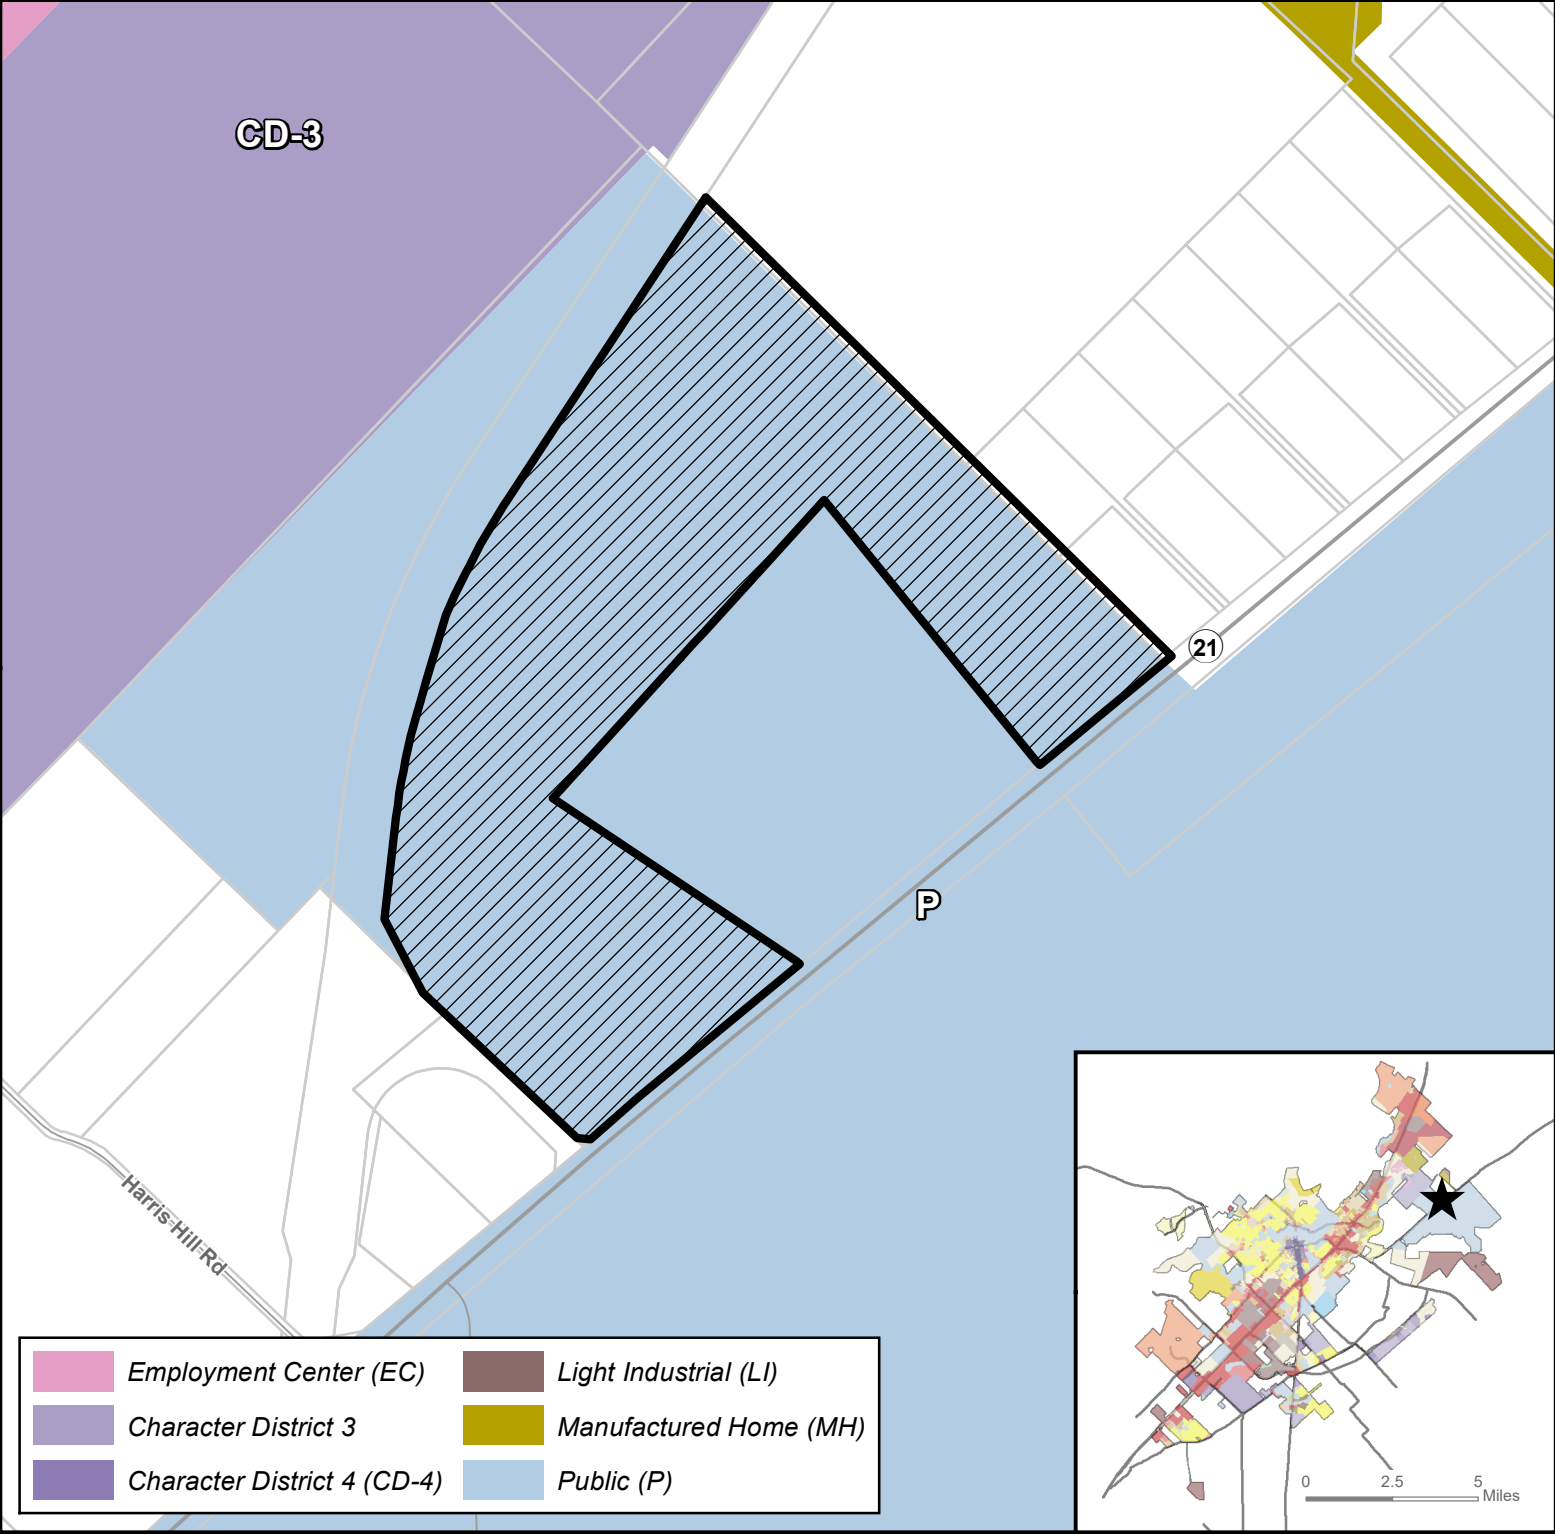 CD-3
21
P
Harris Hill Rd
Employment Center (EC)
Character District 3
Character District 4 (CD-4)
Light Industrial (LI)
Manufactured Home (MH)
Public (P)
0 2.5 5
Miles